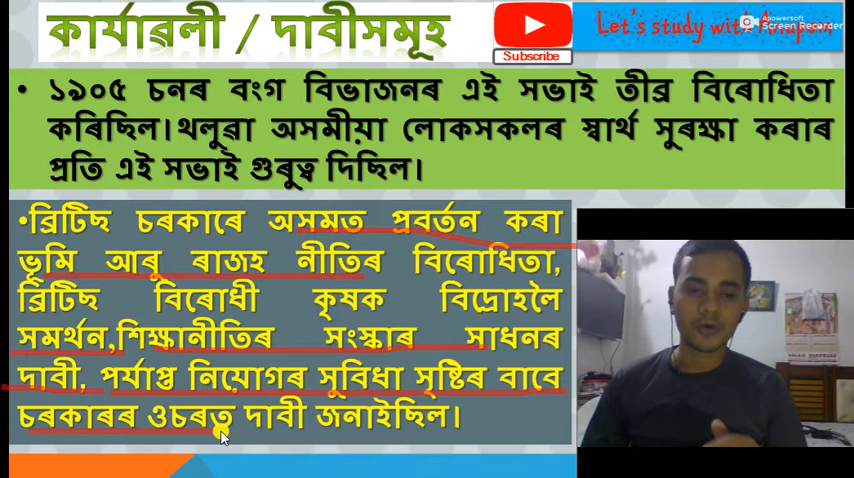 কাৰ্যাৱলী / দাবীসমূহ
Subscribe
Let's study with Anupom
Apowersoft
Screen Recorder
• ১৯০৫ চনৰ বংগ বিভাজনৰ এই সভাই তীব্ৰ বিৰোধিতা
কৰিছিল।থলুৱা অসমীয়া লোকসকলৰ স্বাৰ্থ সুৰক্ষা কৰাৰ
প্ৰতি এই সভাই গুৰুত্ব দিছিল।
•ব্ৰিটিছ চৰকাৰে অসমত প্ৰবৰ্তন কৰা
ভূমি আৰু ৰাজহ নীতিৰ বিৰোধিতা,
ব্ৰিটিছ বিৰোধী কৃষক বিদ্ৰোহলৈ
সমৰ্থন,শিক্ষানীতিৰ সংস্কাৰ সাধনৰ
দাবী, পৰ্যাপ্ত নিয়োগৰ সুবিধা সৃষ্টিৰ বাবে
চৰকাৰৰ ওচৰত দাবী জনাইছিল।